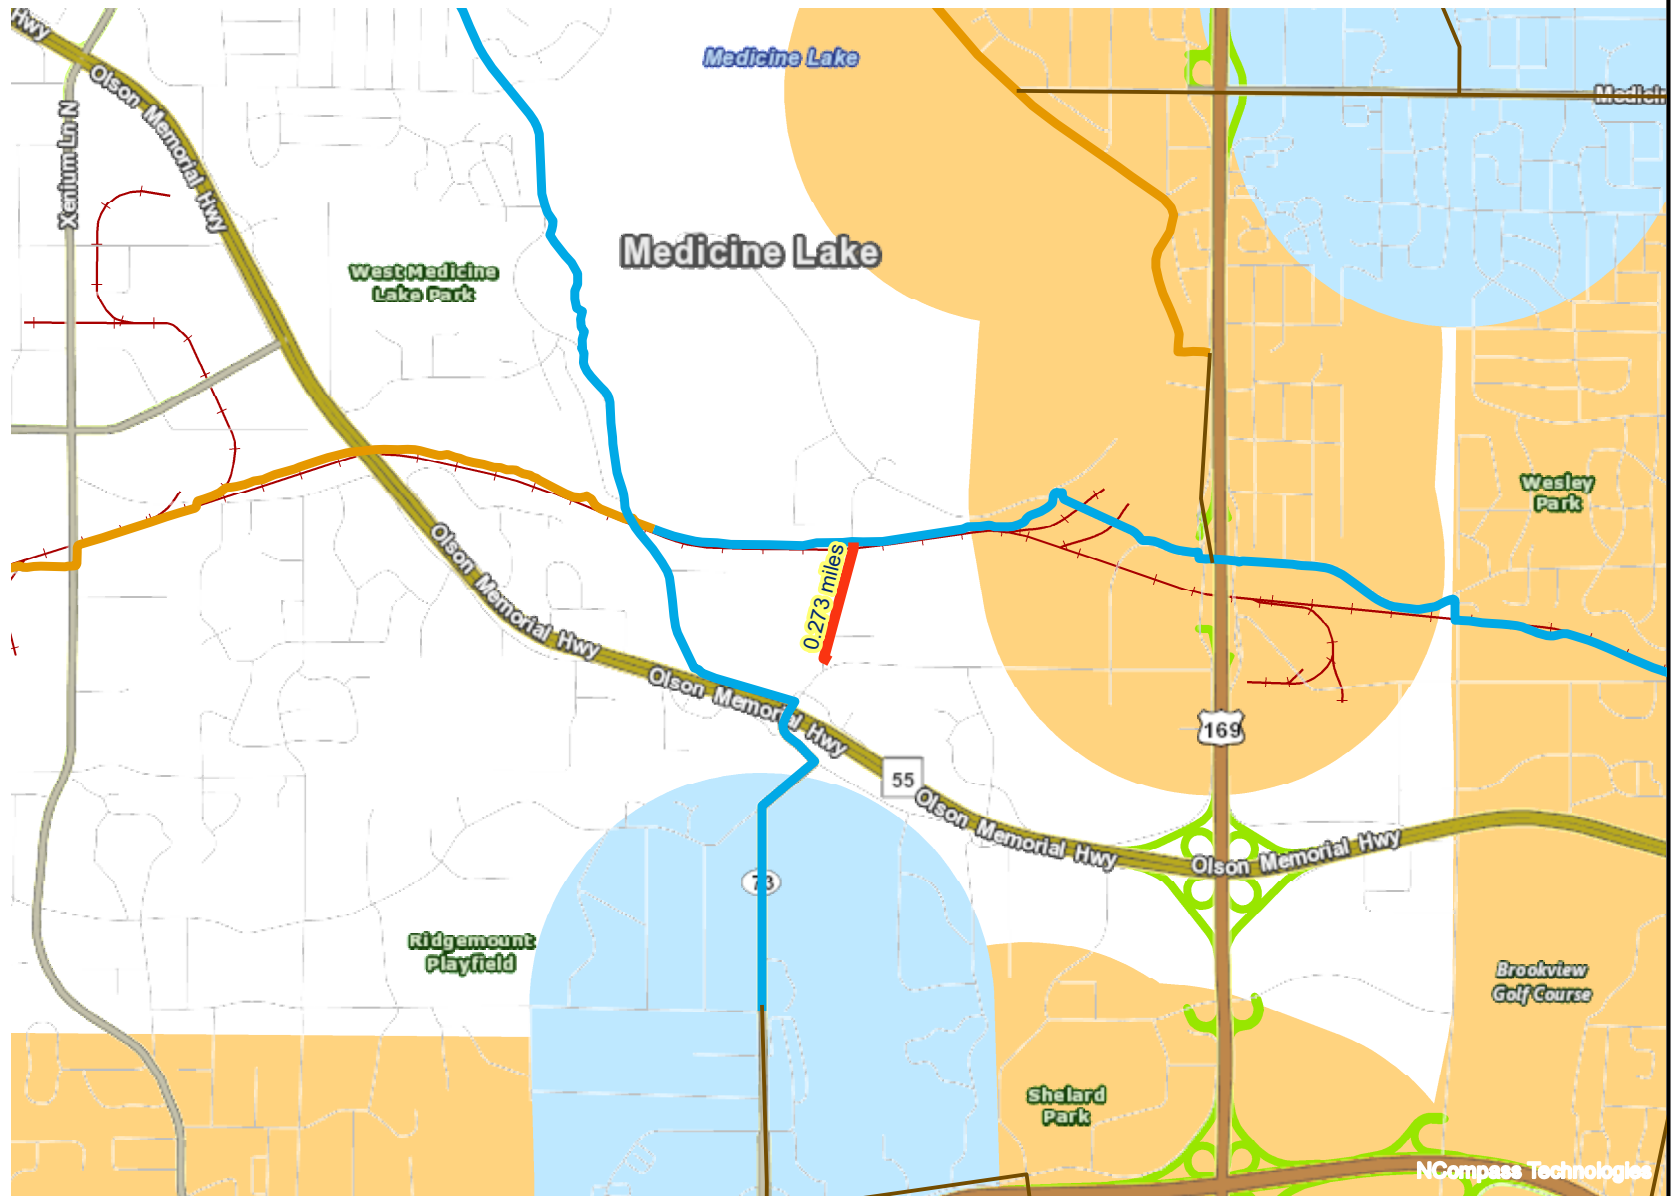 Hwy
Olson Memorial Hwy
Xenium Ln N
Medicine Lake
Medicin
West Medicine
Lake Park
Medicine Lake
Wesley
Park
Olson Memorial Hwy
0.273 miles
Olson Memorial Hwy
169
55
Olson Memorial Hwy
Olson Memorial Hwy
73
Ridgemount
Playfield
Brookview
Golf Course
Shelard
Park
NCompass Technologies